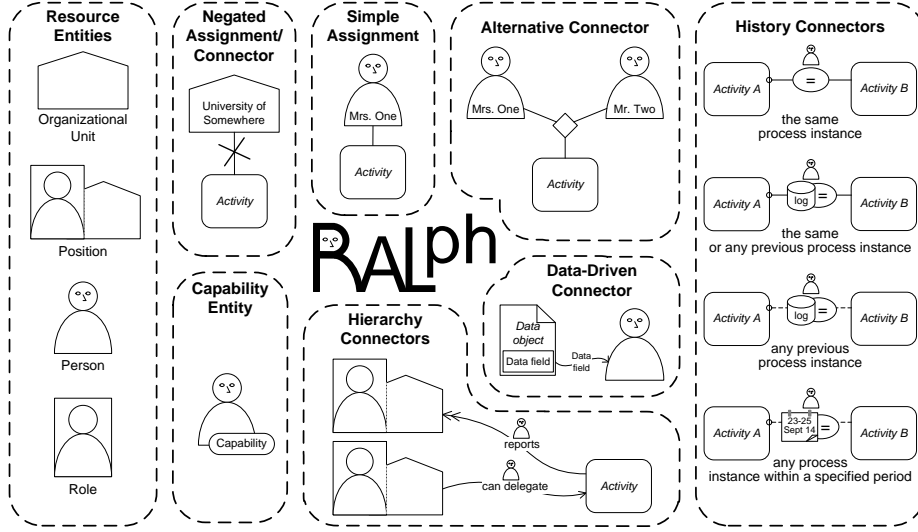 Resource
Entities
Organizational
Unit
Position
Person
Role
Negated
Assignment/
Connector
University of
Somewhere
Activity
Capability
Entity
Capability
Simple
Assignment
Mrs. One
Activity
Alternative Connector
Mrs. One
Mr. Two
Activity
RALph
Hierarchy
Connectors
reports
can delegate
Activity
Data-Driven
Connector
Data
object
Data field
Data
field
History Connectors
Activity A
=
Activity B
the same
process instance
Activity A
log
=
Activity B
the same
or any previous process instance
Activity A
log
=
Activity B
any previous
process instance
Activity A
23-25
Sept 14
=
Activity B
any process
instance within a specified period